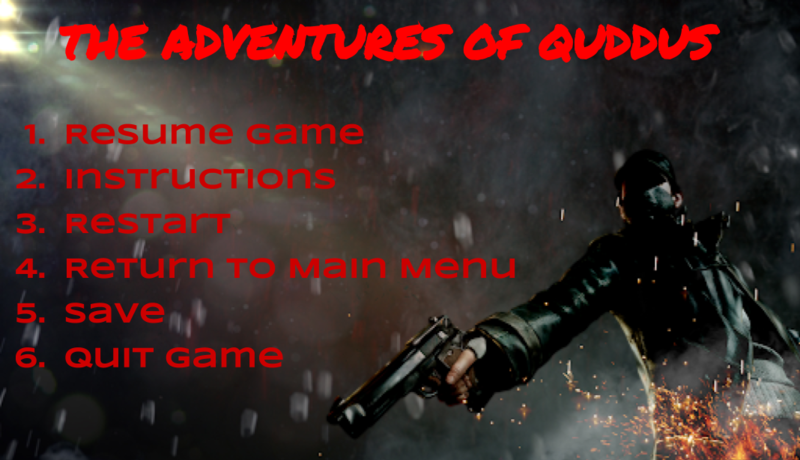 THE ADVENTURES OF QUDDUS
1. Resume Game
2. Instructions
3. Restart
4. Return to Main Menu
5. Save
6. Quit Game